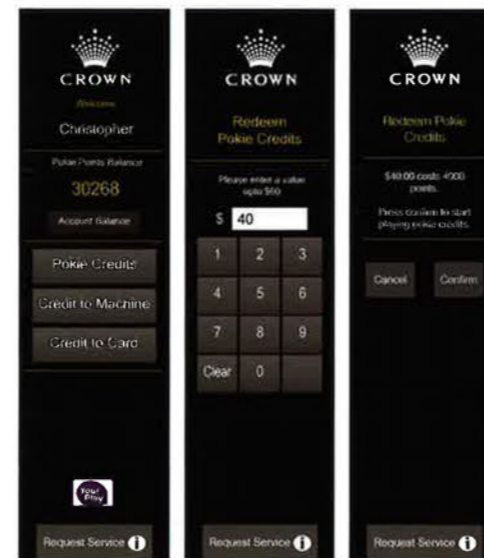 CROWN
Welcome
Christopher
Pokie Points Balance
30268
Account Balance
Pokie Credits
Credit to Machine
Credit to Card
Your
Play
Request Service i
CROWN
Redeem
Pokie Credits
Please enter a value
upto $60
$ 40
1 2 3
4 5 6
7 8 9
Clear 0
Request Service i
CROWN
Redeem Pokie
Credits
$40.00 costs
points.
Press confirm to start
playing pokie credits.
Cancel Confirm
Request Service i